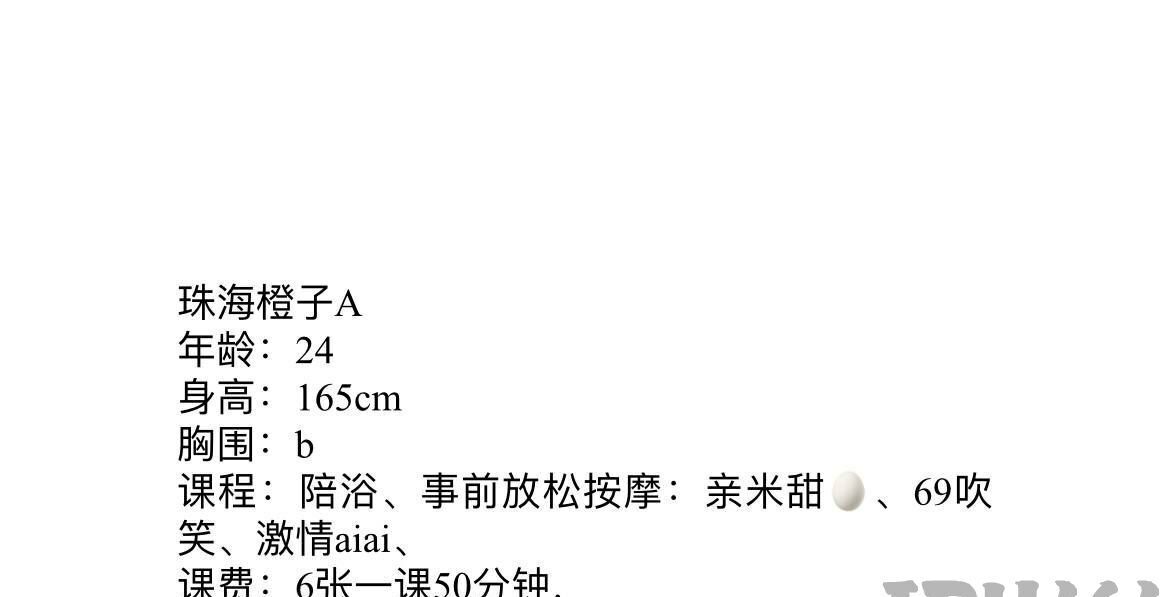 珠海橙子A
年龄：24
身高：165cm
胸围：b
课程：陪浴、事前放松按摩：亲米甜🥚、69吹
笑、激情aiai、
课费：6张一课50分钟，